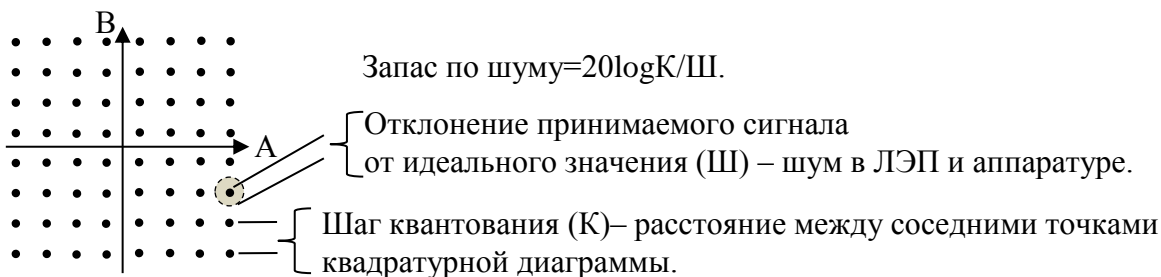 B
Запас по шуму=20logК/Ш.
A
Отклонение принимаемого сигнала
от идеального значения (Ш) – шум в ЛЭП и аппаратуре.
Шаг квантования (К)– расстояние между соседними точками
квадратурной диаграммы.